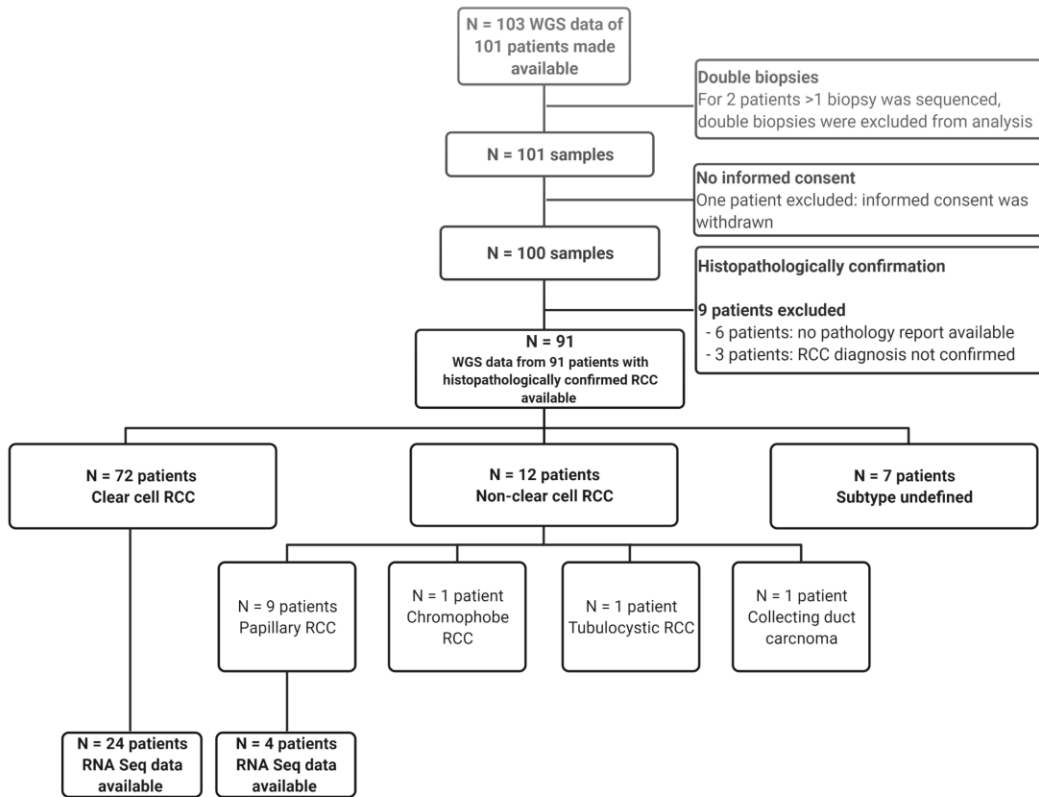 N = 103 WGS data of
101 patients made
available
Double biopsies
For 2 patients >1 biopsy was sequenced,
double biopsies were excluded from analysis
N = 101 samples
No informed consent
One patient excluded: informed consent was
withdrawn
N = 100 samples
Histopathologically confirmation
9 patients excluded
- 6 patients: no pathology report available
- 3 patients: RCC diagnosis not confirmed
N = 91
WGS data from 91 patients with
histopathologically confirmed RCC
available
N = 72 patients
Clear cell RCC
N = 12 patients
Non-clear cell RCC
N = 7 patients
Subtype undefined
N = 9 patients
Papillary RCC
N = 1 patient
Chromophobe
RCC
N = 1 patient
Tubulocystic RCC
N = 1 patient
Collecting duct
carcnoma
N = 24 patients
RNA Seq data
available
N = 4 patients
RNA Seq data
available